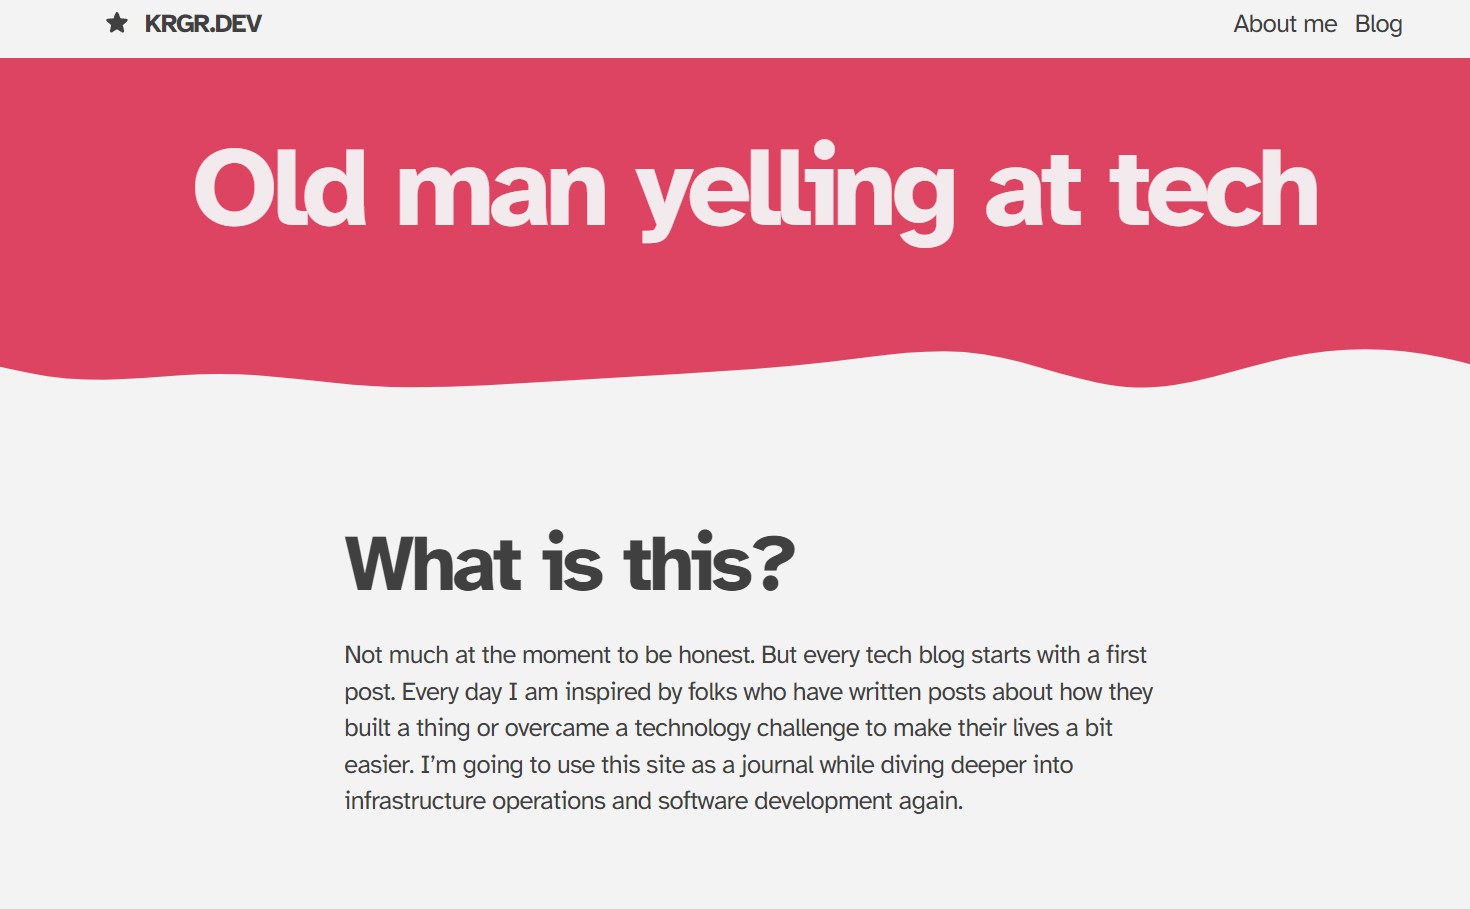 KRGR.DEV
About me Blog
Old man yelling at tech
What is this?
Not much at the moment to be honest. But every tech blog starts with a first
post. Every day I am inspired by folks who have written posts about how they
built a thing or overcame a technology challenge to make their lives a bit
easier. I’m going to use this site as a journal while diving deeper into
infrastructure operations and software development again.